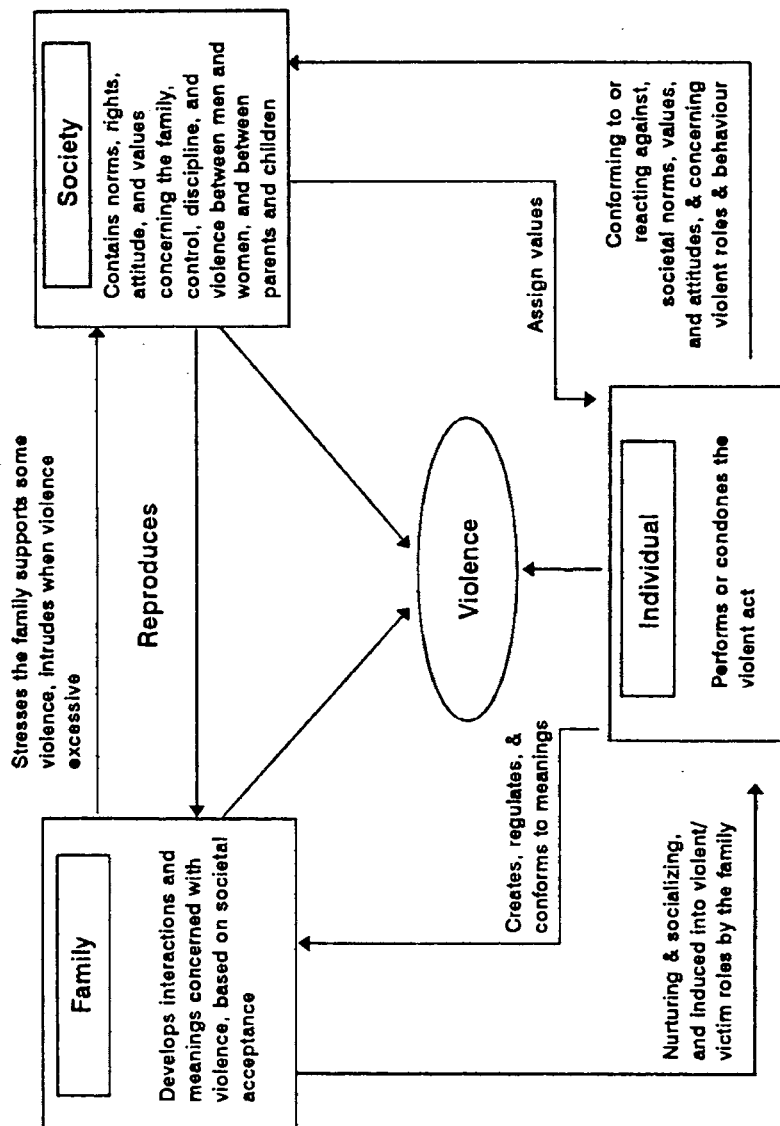 Stresses the family supports some
violence, intrudes when violence
excessive
Family
Develops interactions and
meanings concerned with
violence, based on societal
acceptance
Reproduces
Society
Contains norms, rights,
attitude, and values
concerning the family,
control, discipline, and
violence between men and
women, and between
parents and children
Violence
Creates, regulates, &
conforms to meanings
Assign values
Nurturing & socializing,
and induced into violent/
victim roles by the family
Individual
Performs or condones the
violent act
Conforming to or
reacting against,
societal norms, values,
and attitudes, & concerning
violent roles & behaviour